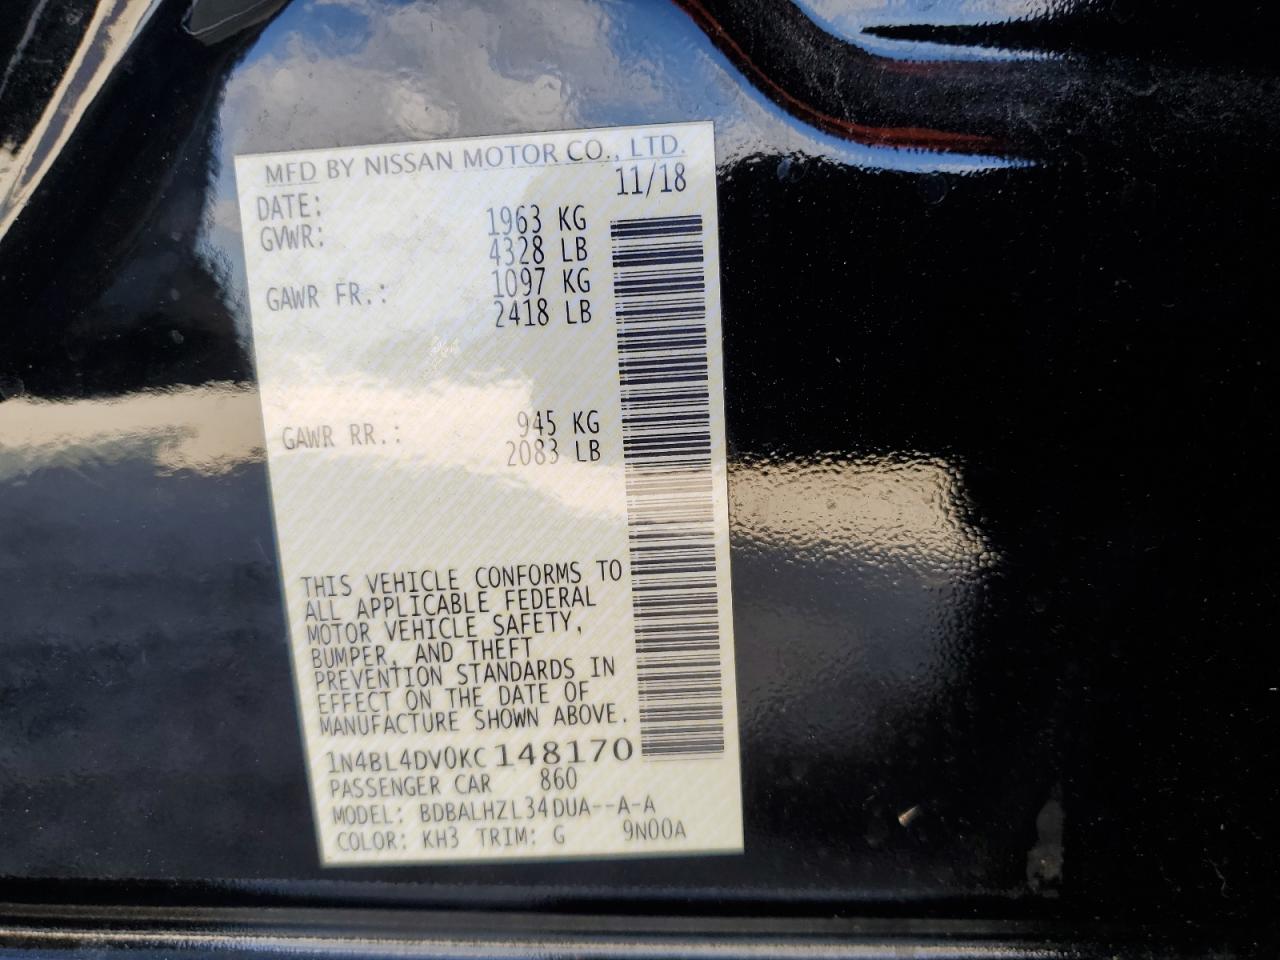 MFD BY NISSAN MOTOR CO., LTD.
DATE: 11/18
GVWR: 1963 KG
4328 LB
GAWR FR.: 1097 KG
2418 LB
GAWR RR.: 945 KG
2083 LB
THIS VEHICLE CONFORMS TO
ALL APPLICABLE FEDERAL
MOTOR VEHICLE SAFETY,
BUMPER, AND THEFT
PREVENTION STANDARDS IN
EFFECT ON THE DATE OF
MANUFACTURE SHOWN ABOVE.
1N4BL4DV0KC148170
PASSENGER CAR 860
MODEL: BDBALHZL34DUA--A-A
COLOR: KH3 TRIM: G 9N00A